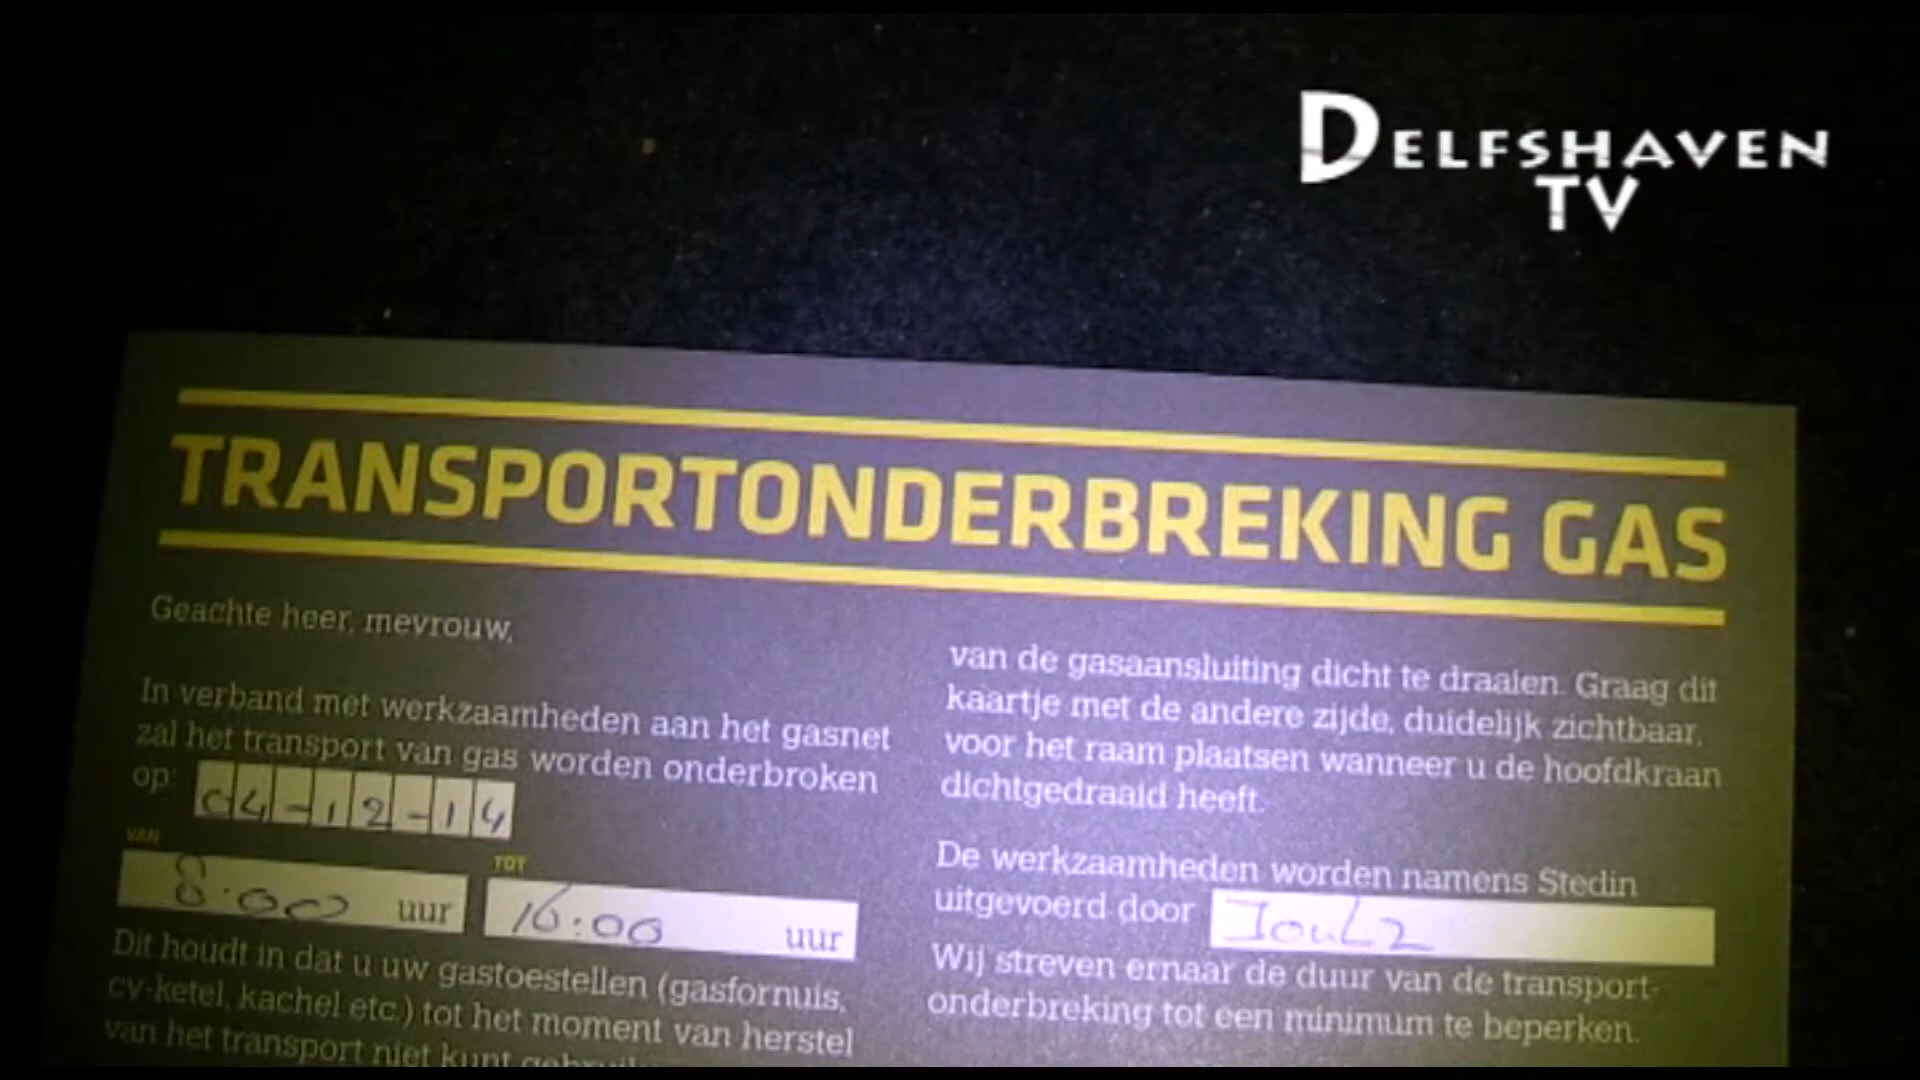 DELFSHAVEN
TV
TRANSPORTONDERBREKING GAS
Geachte heer, mevrouw,
In verband met werkzaamheden aan het gasnet
zal het transport van gas worden onderbroken
op: 04-12-14
VAN
8:00 uur
TOT
16:00 uur
Dit houdt in dat u uw gastoestellen (gasfornuis,
cv-ketel, kachel etc.) tot het moment van herstel
van het transport niet kunt
van de gasaansluiting dicht te draaien. Graag dit
kaartje met de andere zijde, duidelijk zichtbaar,
voor het raam plaatsen wanneer u de hoofdkraan
dichtgedraaid heeft.
De werkzaamheden worden namens Stedin
uitgevoerd door Joulz
Wij streven ernaar de duur van de transport-
onderbreking tot een minimum te beperken.